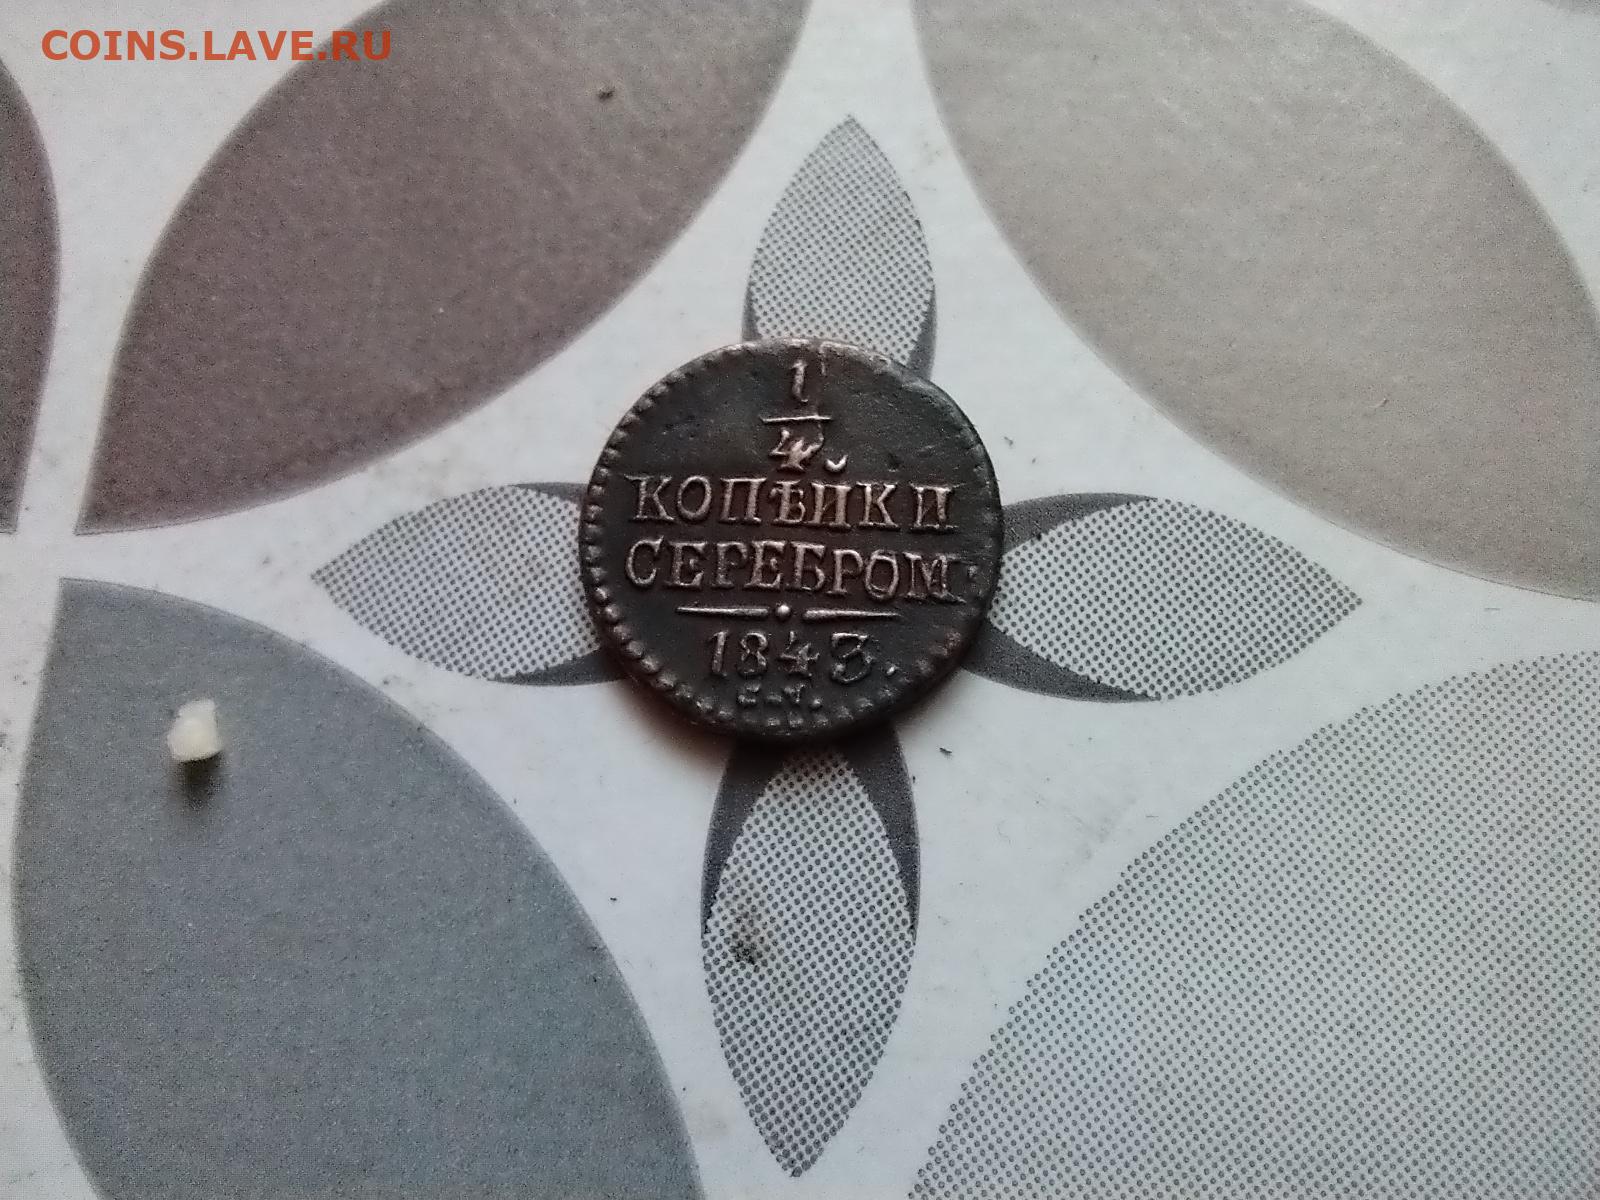 COINS.LAVE.RU
1
4
КОПѢЙКИ
СЕРЕБРОМ
1843.